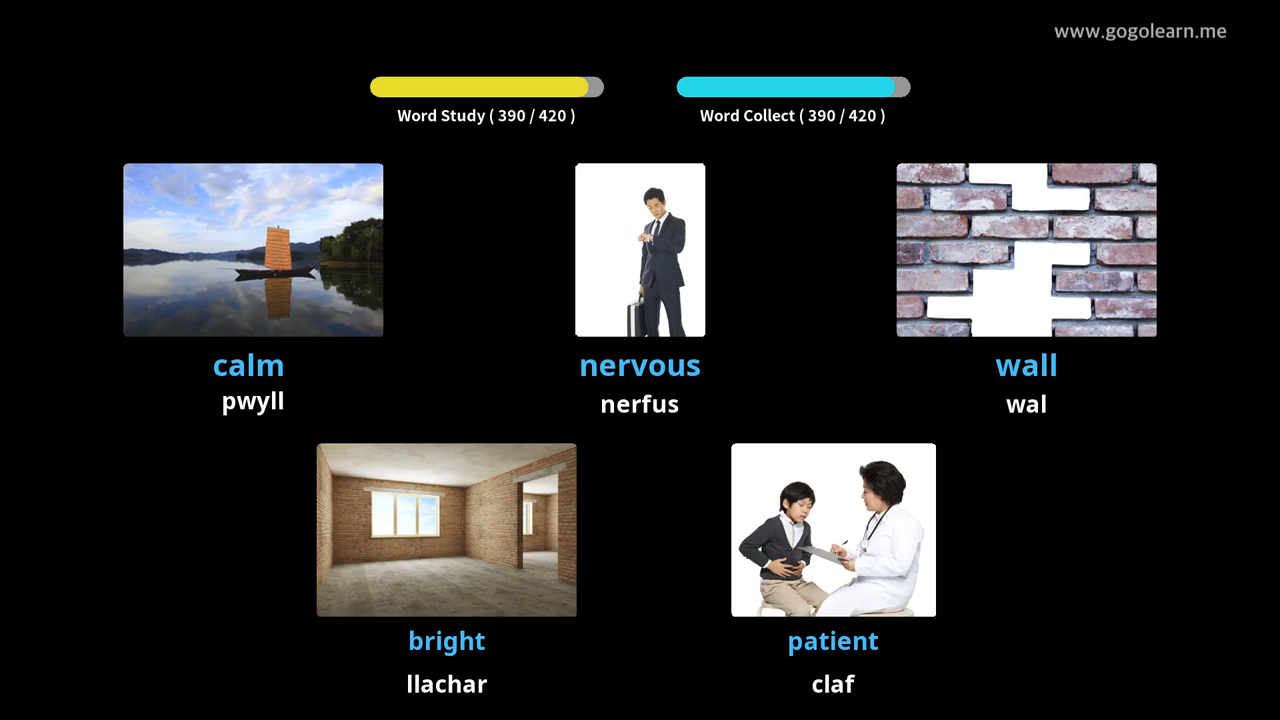 www.gogolearn.me
Word Study ( 390 / 420 )
Word Collect ( 390 / 420 )
calm
pwyll
nervous
nerfus
wall
wal
bright
llachar
patient
claf